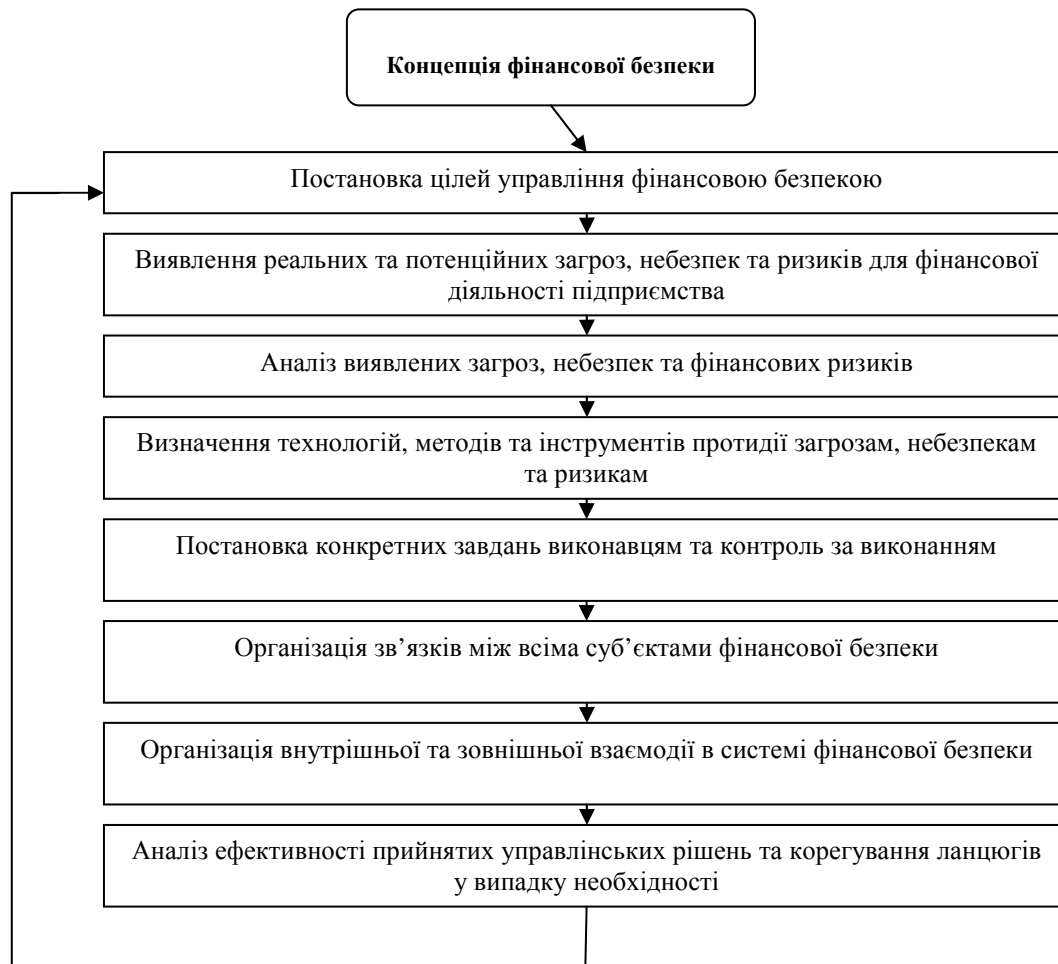 Концепція фінансової безпеки
Постановка цілей управління фінансовою безпекою
Виявлення реальних та потенційних загроз, небезпек та ризиків для фінансової
діяльності підприємства
Аналіз виявлених загроз, небезпек та фінансових ризиків
Визначення технологій, методів та інструментів протидії загрозам, небезпекам
та ризикам
Постановка конкретних завдань виконавцям та контроль за виконанням
Організація зв’язків між всіма суб’єктами фінансової безпеки
Організація внутрішньої та зовнішньої взаємодії в системі фінансової безпеки
Аналіз ефективності прийнятих управлінських рішень та корегування ланцюгів
у випадку необхідності